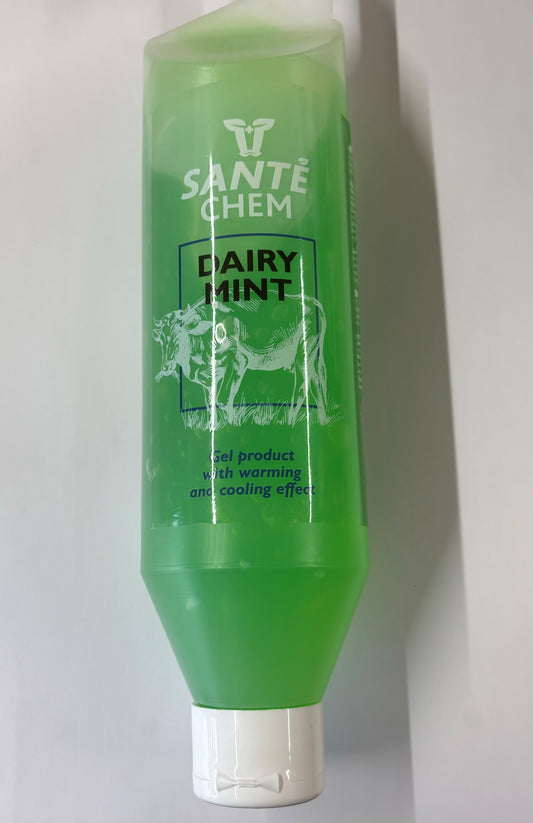 SANTÉ
CHEM
DAIRY
MINT
Gel product
with warming
and cooling effect